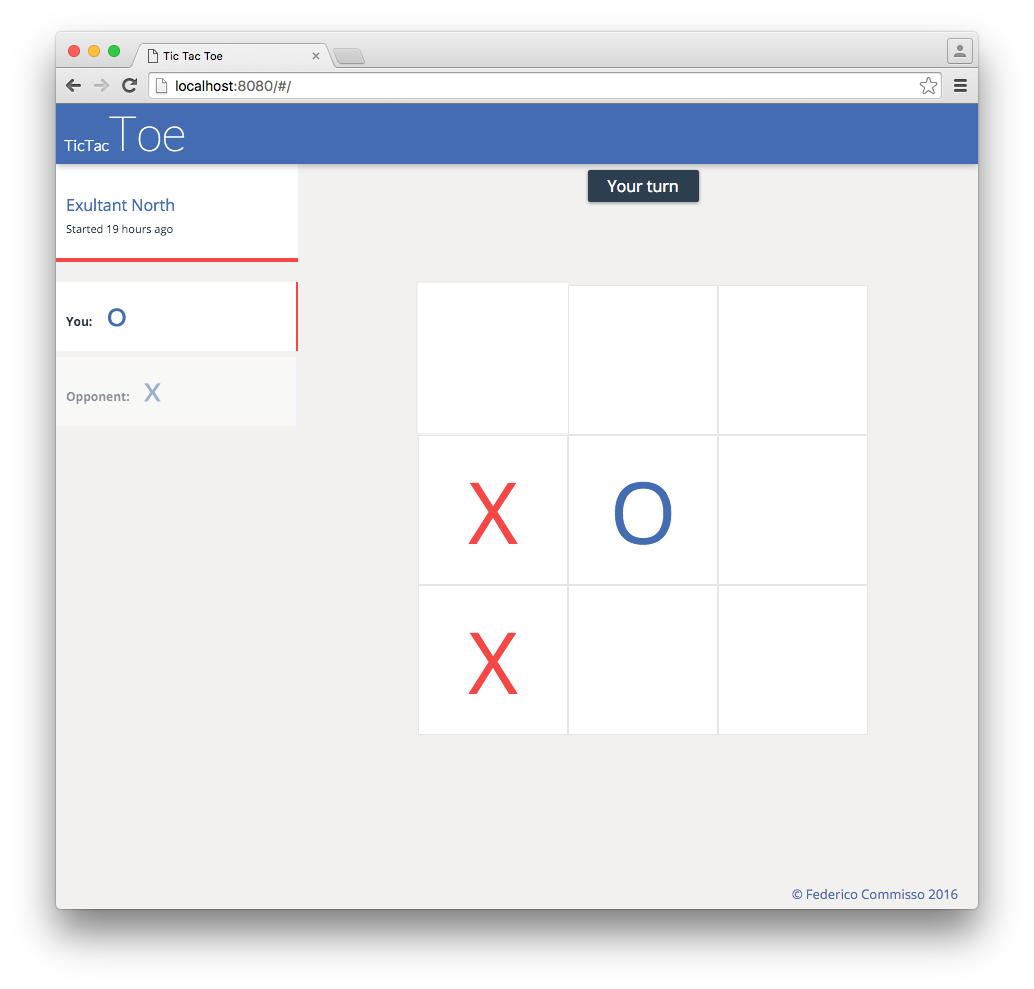 Tic Tac Toe
localhost:8080/#/
TicTac Toe
Your turn
Exultant North
Started 19 hours ago
You: O
Opponent: X
X O
X
© Federico Commisso 2016